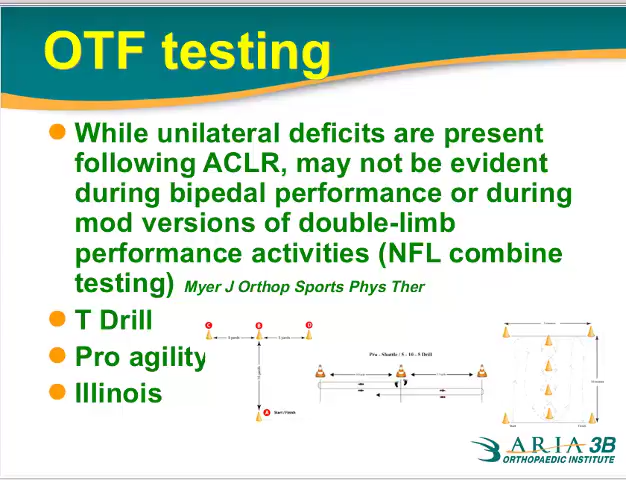 OTF testing
While unilateral deficits are present
following ACLR, may not be evident
during bipedal performance or during
mod versions of double-limb
performance activities (NFL combine
testing) Myer J Orthop Sports Phys Ther
T Drill
Pro agility
Illinois
C B D
A Start/Finish
Pro - Shuttle / 5 - 10 - 5 Drill
ARIA 3B
ORTHOPAEDIC INSTITUTE